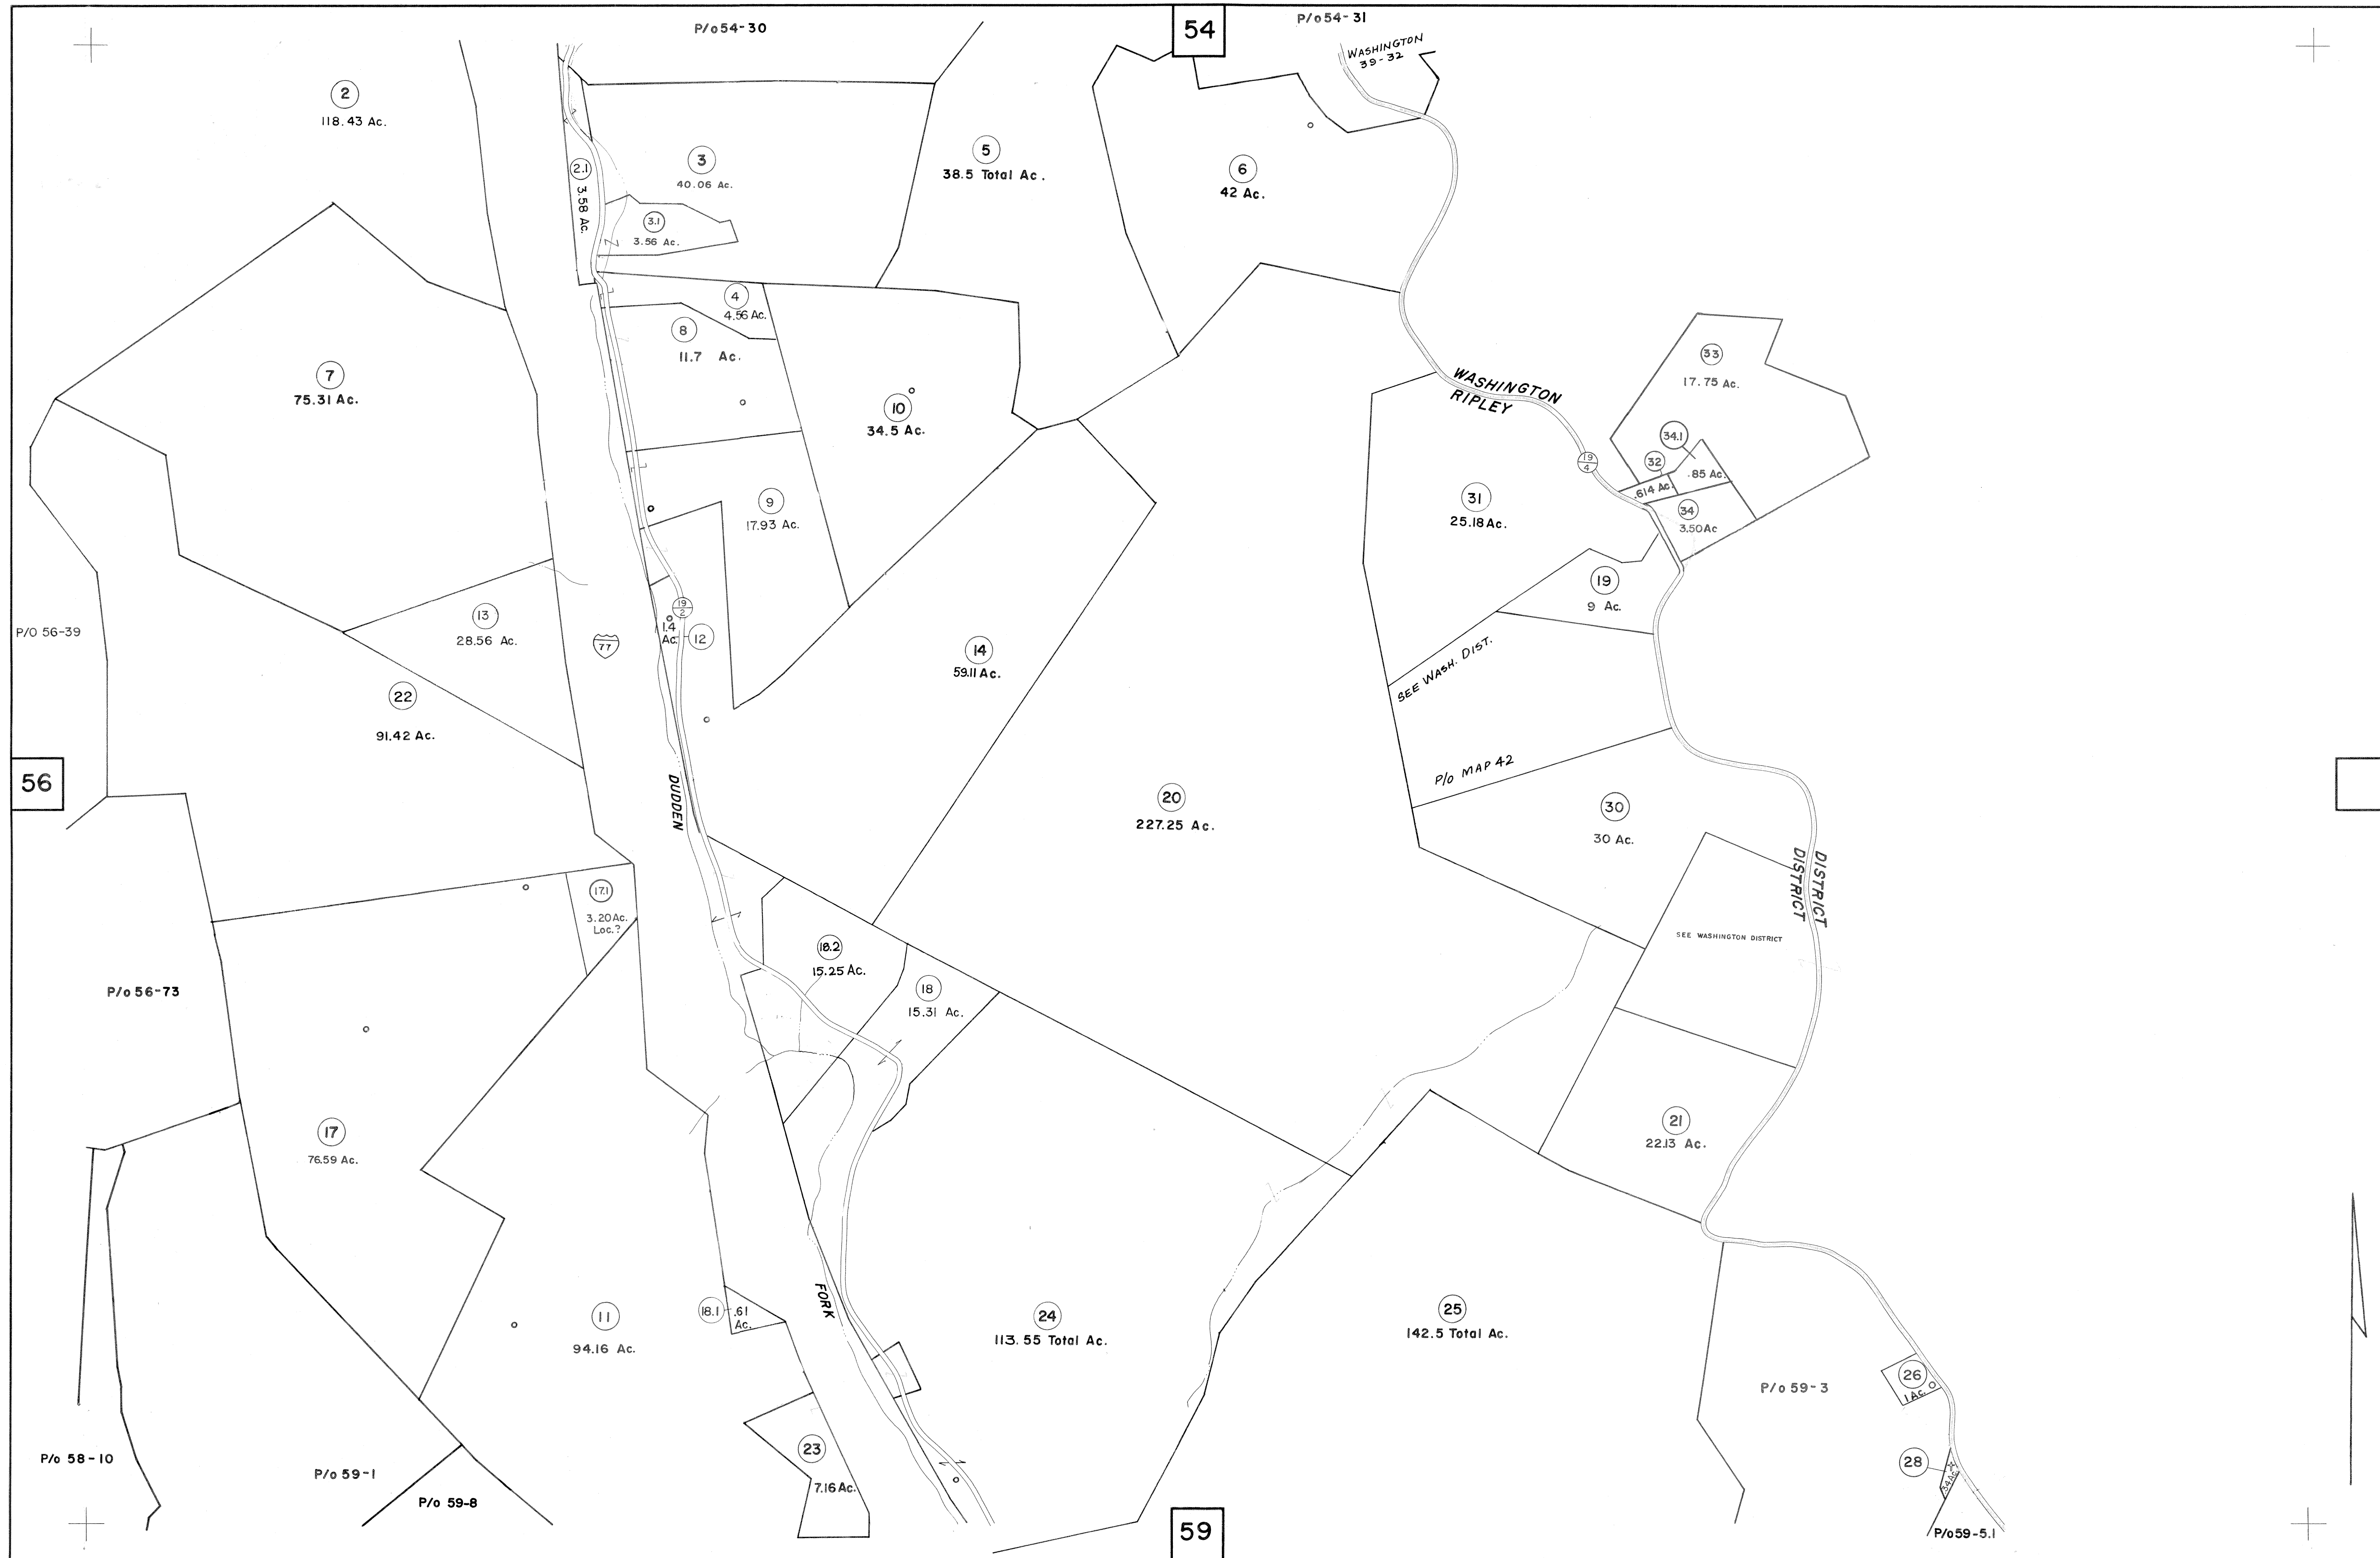 P/o 54-30
54
P/o 54-31
WASHINGTON
39-32
2
118.43 Ac.
2.1
3.58 Ac.
3
40.06 Ac.
3.1
3.56 Ac.
5
38.5 Total Ac.
6
42 Ac.
4
4.56 Ac.
8
11.7 Ac.
7
75.31 Ac.
10
34.5 Ac.
WASHINGTON
RIPLEY
33
17.75 Ac.
34.1
.85 Ac.
32
.614 Ac.
19
4
34
3.50 Ac
31
25.18 Ac.
9
17.93 Ac.
19
9 Ac.
19
2
1.4
Ac.
12
13
28.56 Ac.
77
P/O 56-39
14
59.11 Ac.
SEE WASH. DIST.
22
91.42 Ac.
56
DUDDEN
20
227.25 Ac.
P/o MAP 42
30
30 Ac.
DISTRICT
DISTRICT
17.1
3.20 Ac.
Loc.?
18.2
15.25 Ac.
SEE WASHINGTON DISTRICT
P/o 56-73
18
15.31 Ac.
17
76.59 Ac.
21
22.13 Ac.
11
94.16 Ac.
18.1
.61
Ac.
FORK
24
113.55 Total Ac.
25
142.5 Total Ac.
P/o 59-3
26
1 Ac.
23
7.16 Ac.
28
.34 Ac.
P/o 58-10
P/o 59-1
P/o 59-8
59
P/o 59-5.1